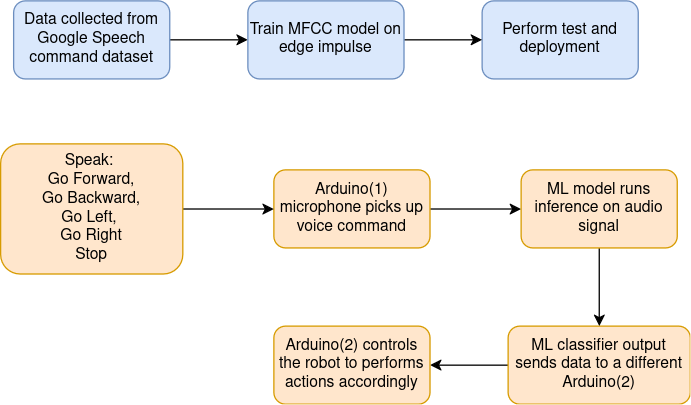 Data collected from
Google Speech
command dataset
Train MFCC model on
edge impulse
Perform test and
deployment
Speak:
Go Forward,
Go Backward,
Go Left,
Go Right
Stop
Arduino(1)
microphone picks up
voice command
ML model runs
inference on audio
signal
ML classifier output
sends data to a different
Arduino(2)
Arduino(2) controls
the robot to performs
actions accordingly